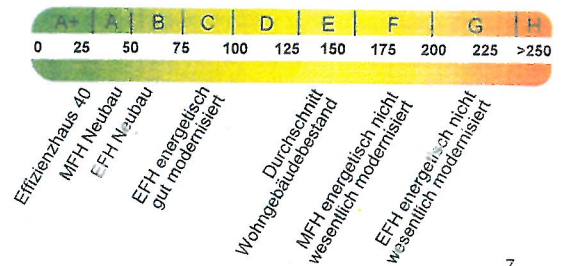 A+ A B C D E F G H
0 25 50 75 100 125 150 175 200 225 >250
Effizienzhaus 40
MFH Neubau
EFH Neubau
EFH energetisch
gut modernisiert
Durchschnitt
Wohngebäudebestand
MFH energetisch nicht
wesentlich modernisiert
EFH energetisch nicht
wesentlich modernisiert